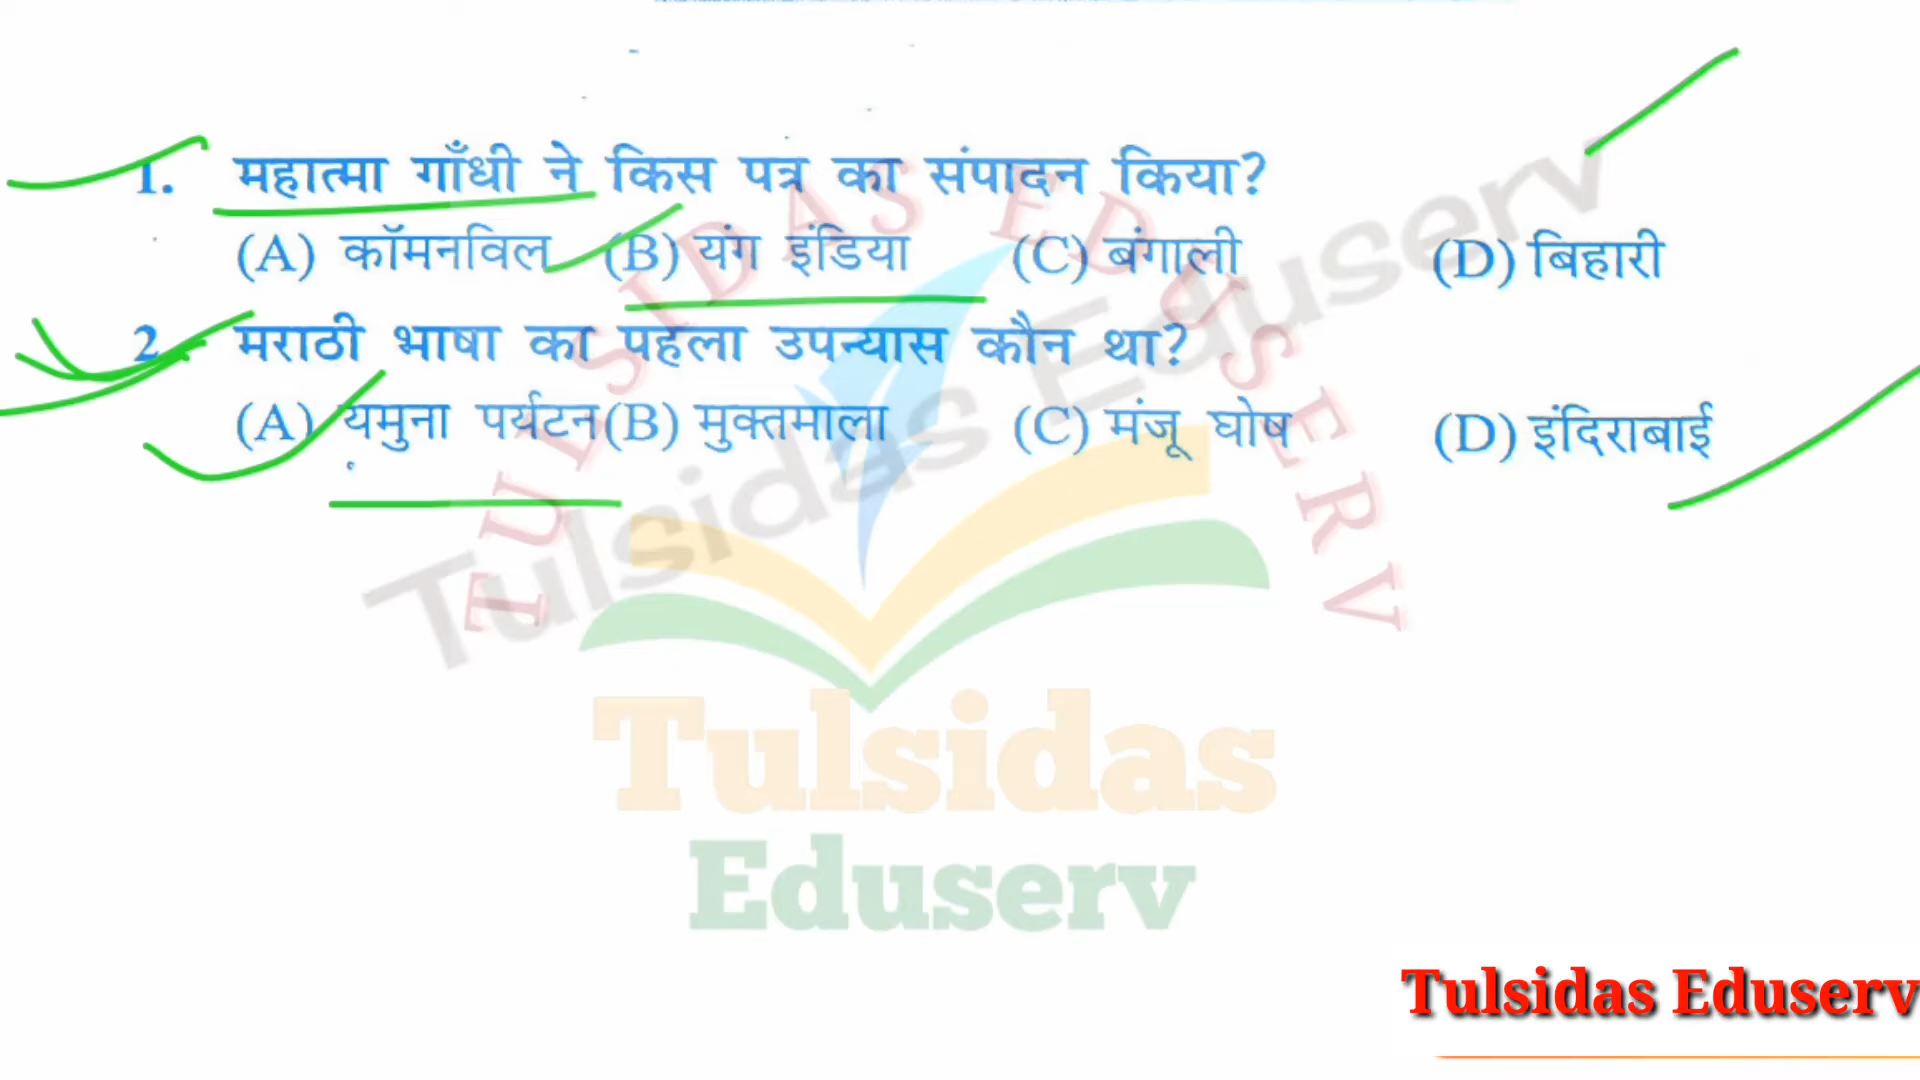 1. महात्मा गाँधी ने किस पत्र का संपादन किया?
(A) कॉमनविल (B) यंग इंडिया (C) बंगाली (D) बिहारी
2. मराठी भाषा का पहला उपन्यास कौन था?
(A) यमुना पर्यटन (B) मुक्तमाला (C) मंजू घोष (D) इंदिराबाई
TULSIDAS EDUSERV
Tulsidas Eduserv
Tulsidas
Eduserv
Tulsidas Eduserv